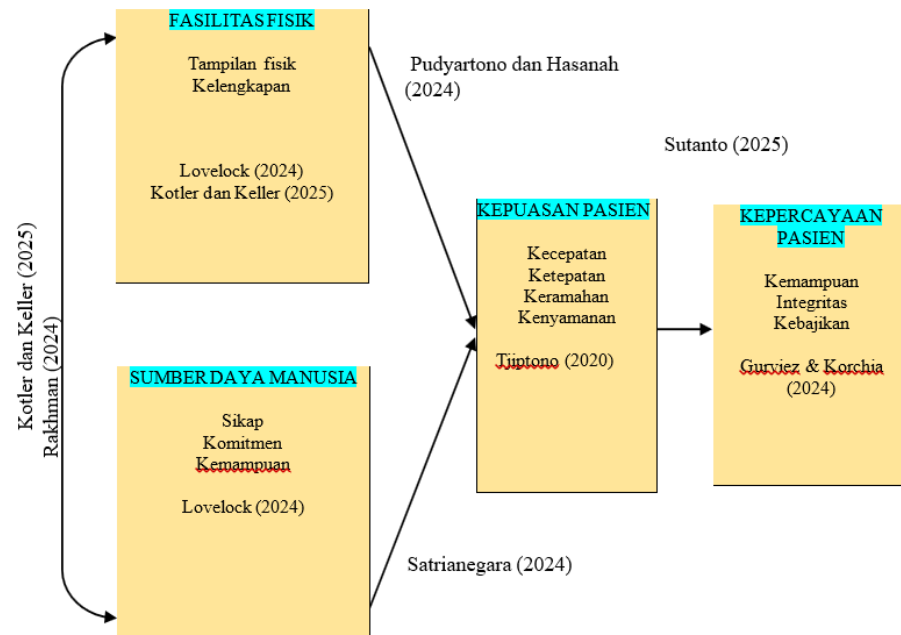 FASILITAS FISIK
Tampilan fisik
Kelengkapan
Lovelock (2024)
Kotler dan Keller (2025)
Pudyartono dan Hasanah
(2024)
Sutanto (2025)
Kotler dan Keller (2025)
Rakhman (2024)
KEPUASAN PASIEN
Kecepatan
Ketepatan
Keramahan
Kenyamanan
Tjiptono (2020)
KEPERCAYAAN
PASIEN
Kemampuan
Integritas
Kebajikan
Gurviez & Korchia
(2024)
SUMBER DAYA MANUSIA
Sikap
Komitmen
Kemampuan
Lovelock (2024)
Satrianegara (2024)